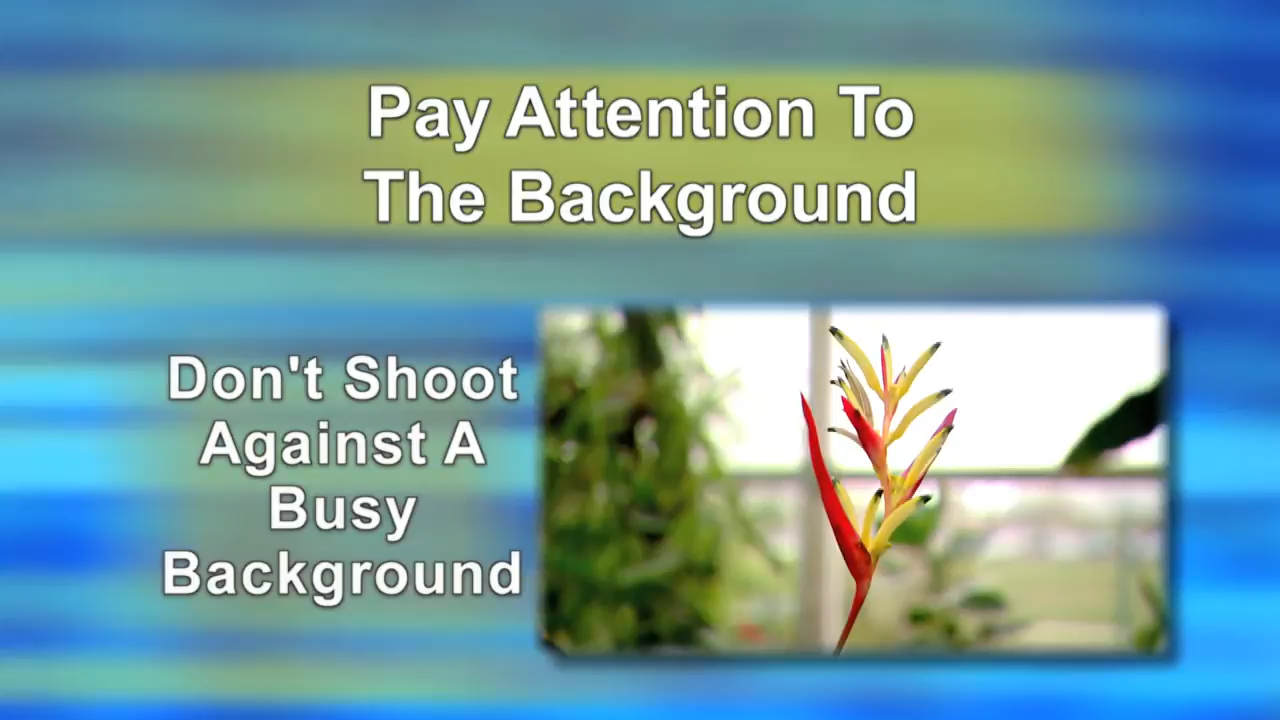 Pay Attention To
The Background
Don't Shoot
Against A
Busy
Background